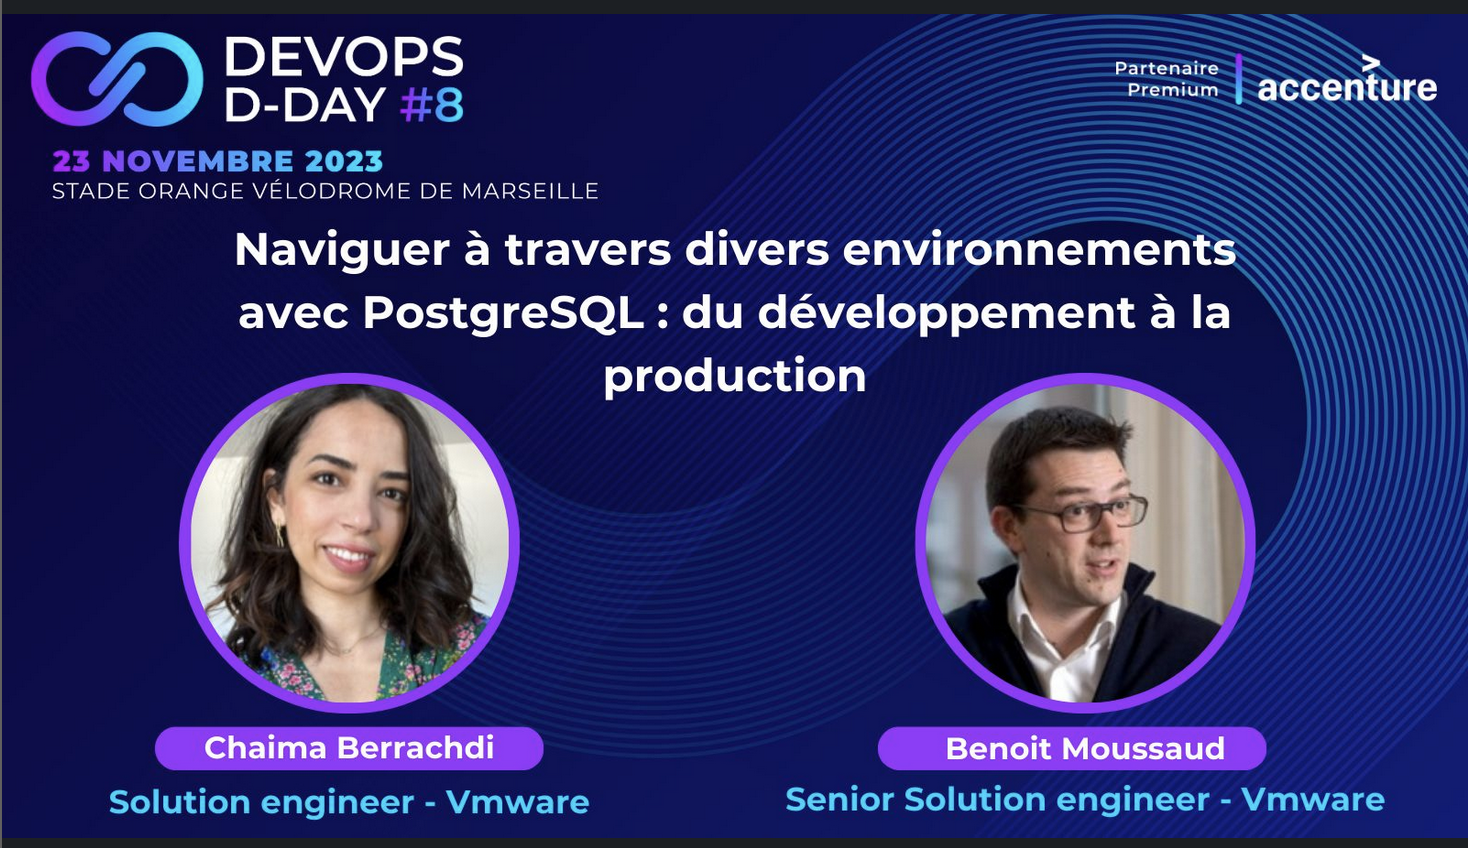 DEVOPS
D-DAY #8
23 NOVEMBRE 2023
STADE ORANGE VÉLODROME DE MARSEILLE
Partenaire
Premium
accenture
Naviguer à travers divers environnements
avec PostgreSQL : du développement à la
production
Chaima Berrachdi
Solution engineer - Vmware
Benoit Moussaud
Senior Solution engineer - Vmware